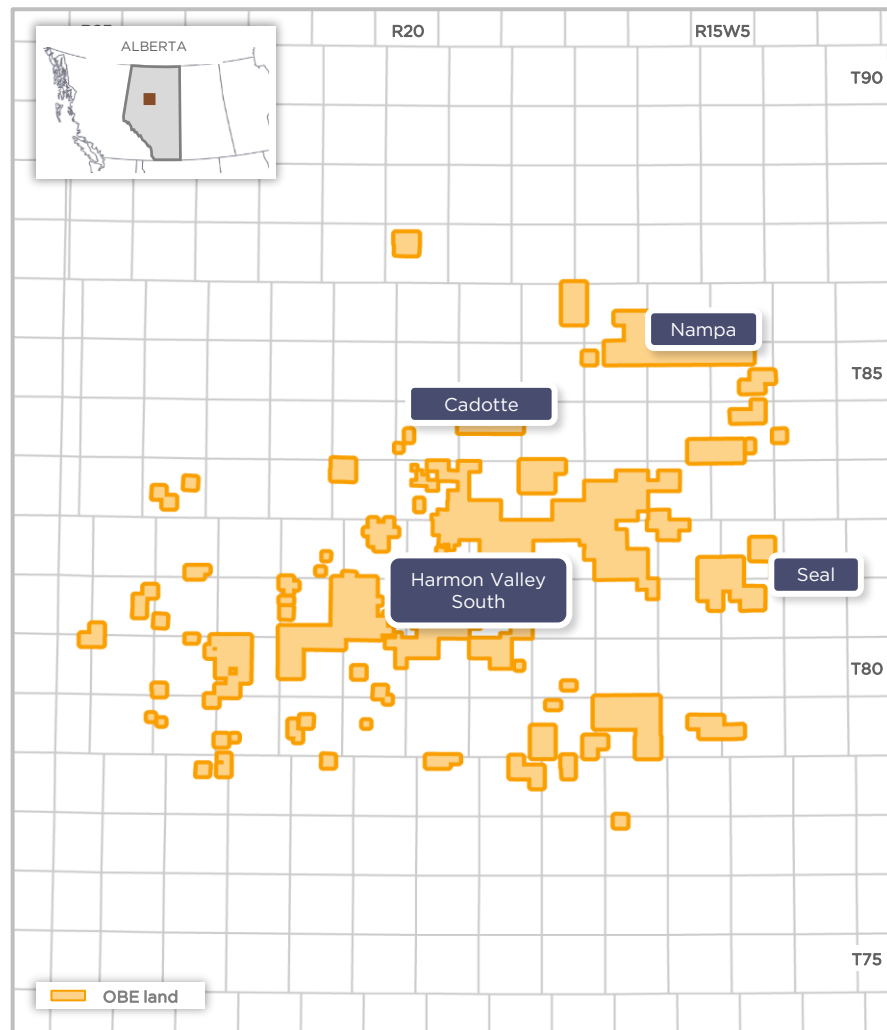 R20
R15W5
ALBERTA
T90
Nampa
T85
Cadotte
Harmon Valley
South
Seal
T80
T75
OBE land